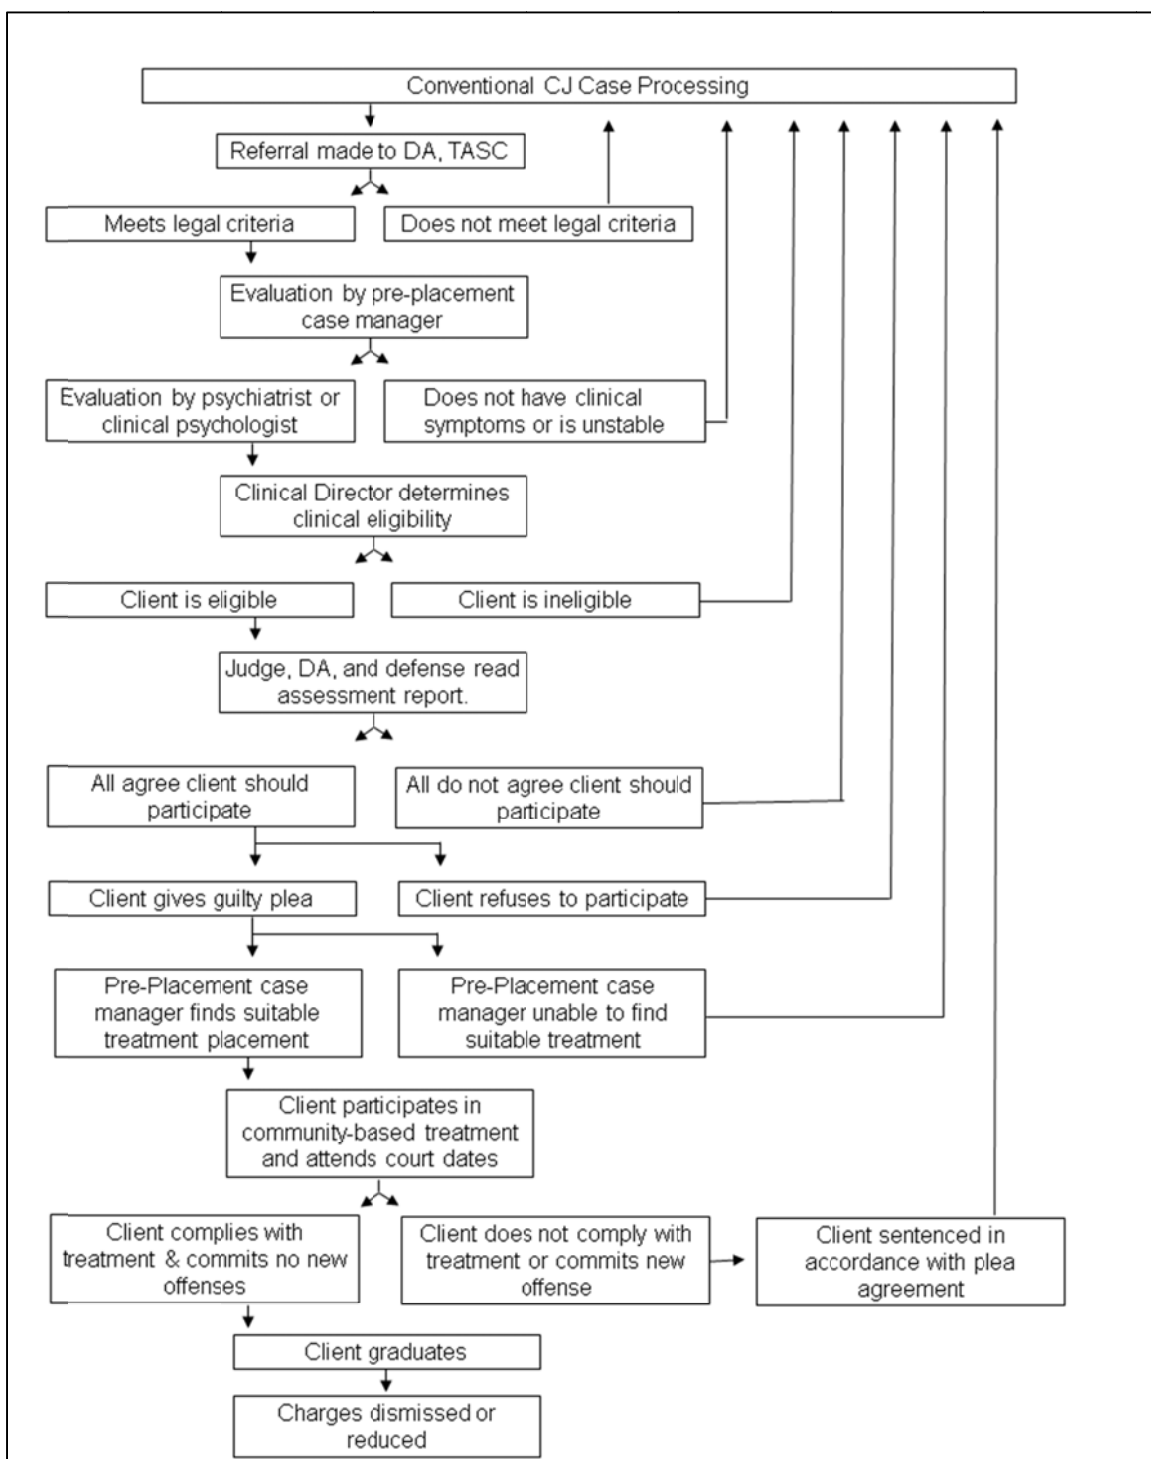 Conventional CJ Case Processing
Referral made to DA, TASC
Meets legal criteria
Does not meet legal criteria
Evaluation by pre-placement
case manager
Evaluation by psychiatrist or
clinical psychologist
Does not have clinical
symptoms or is unstable
Clinical Director determines
clinical eligibility
Client is eligible
Client is ineligible
Judge, DA, and defense read
assessment report.
All agree client should
participate
All do not agree client should
participate
Client gives guilty plea
Client refuses to participate
Pre-Placement case
manager finds suitable
treatment placement
Pre-Placement case
manager unable to find
suitable treatment
Client participates in
community-based treatment
and attends court dates
Client complies with
treatment & commits no new
offenses
Client does not comply with
treatment or commits new
offense
Client sentenced in
accordance with plea
agreement
Client graduates
Charges dismissed or
reduced